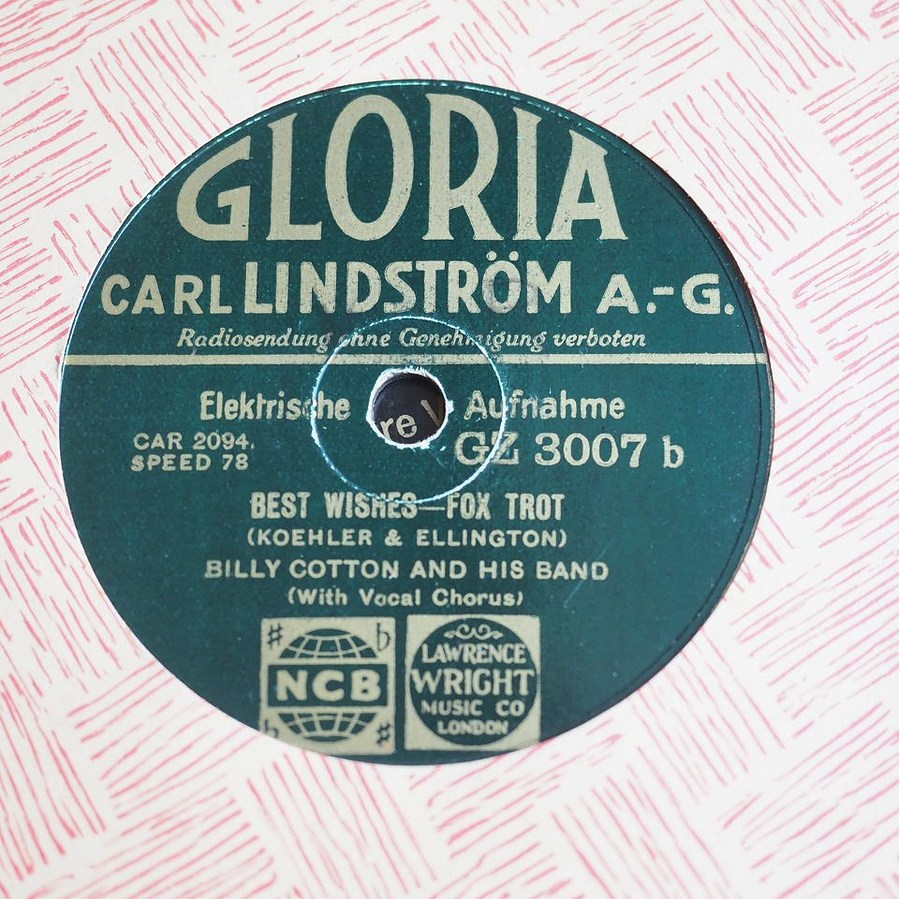 GLORIA
CARL LINDSTRÖM A.-G.
Radiosendung ohne Genehmigung verboten
Elektrische Aufnahme
CAR 2094.
SPEED 78
GZ 3007 b
BEST WISHES—FOX TROT
(KOEHLER & ELLINGTON)
BILLY COTTON AND HIS BAND
(With Vocal Chorus)
♯ b
NCB
b ♯
LAWRENCE
WRIGHT
MUSIC CO
LONDON
re